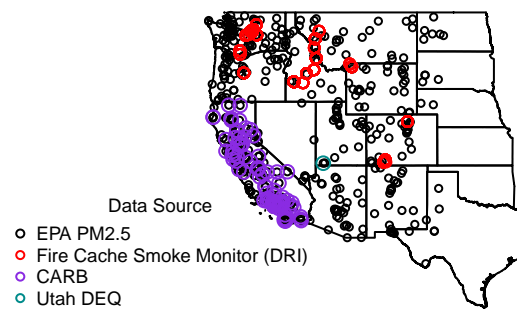 Data Source
EPA PM2.5
Fire Cache Smoke Monitor (DRI)
CARB
Utah DEQ